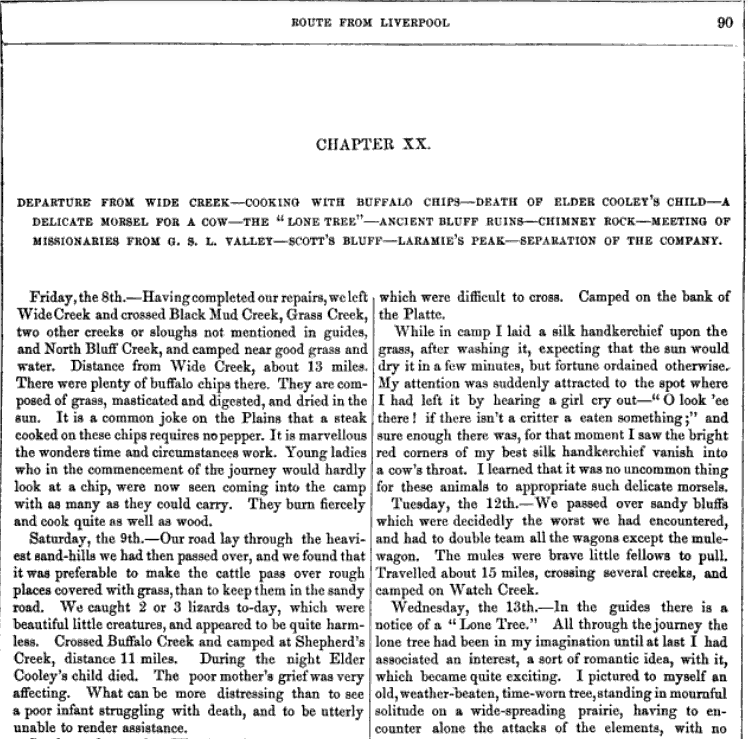 ROUTE FROM LIVERPOOL
90
CHAPTER XX.
DEPARTURE FROM WIDE CREEK—COOKING WITH BUFFALO CHIPS—DEATH OF ELDER COOLEY'S CHILD—A
DELICATE MORSEL FOR A COW—THE "LONE TREE"—ANCIENT BLUFF RUINS—CHIMNEY ROCK—MEETING OF
MISSIONARIES FROM G. S. L. VALLEY—SCOTT'S BLUFF—LARAMIE'S PEAK—SEPARATION OF THE COMPANY.
Friday, the 8th.—Having completed our repairs, we left
Wide Creek and crossed Black Mud Creek, Grass Creek,
two other creeks or sloughs not mentioned in guides,
and North Bluff Creek, and camped near good grass and
water. Distance from Wide Creek, about 13 miles.
There were plenty of buffalo chips there. They are com-
posed of grass, masticated and digested, and dried in the
sun. It is a common joke on the Plains that a steak
cooked on these chips requires no pepper. It is marvellous
the wonders time and circumstances work. Young ladies
who in the commencement of the journey would hardly
look at a chip, were now seen coming into the camp
with as many as they could carry. They burn fiercely
and cook quite as well as wood.
Saturday, the 9th.—Our road lay through the heavi-
est sand-hills we had then passed over, and we found that
it was preferable to make the cattle pass over rough
places covered with grass, than to keep them in the sandy
road. We caught 2 or 3 lizards to-day, which were
beautiful little creatures, and appeared to be quite harm-
less. Crossed Buffalo Creek and camped at Shepherd's
Creek, distance 11 miles. During the night Elder
Cooley's child died. The poor mother's grief was very
affecting. What can be more distressing than to see
a poor infant struggling with death, and to be utterly
unable to render assistance.
which were difficult to cross. Camped on the bank of
the Platte.
While in camp I laid a silk handkerchief upon the
grass, after washing it, expecting that the sun would
dry it in a few minutes, but fortune ordained otherwise.
My attention was suddenly attracted to the spot where
I had left it by hearing a girl cry out—"O look 'ee
there! if there isn't a critter a eaten something;" and
sure enough there was, for that moment I saw the bright
red corners of my best silk handkerchief vanish into
a cow's throat. I learned that it was no uncommon thing
for these animals to appropriate such delicate morsels.
Tuesday, the 12th.—We passed over sandy bluffs
which were decidedly the worst we had encountered,
and had to double team all the wagons except the mule-
wagon. The mules were brave little fellows to pull.
Travelled about 15 miles, crossing several creeks, and
camped on Watch Creek.
Wednesday, the 13th.—In the guides there is a
notice of a "Lone Tree." All through the journey the
lone tree had been in my imagination until at last I had
associated an interest, a sort of romantic idea, with it,
which became quite exciting. I pictured to myself an
old, weather-beaten, time-worn tree, standing in mournful
solitude on a wide-spreading prairie, having to en-
counter alone the attacks of the elements, with no